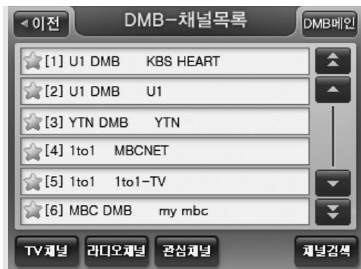 ◀이전 DMB-채널목록 DMB메인
[1] U1 DMB KBS HEART
[2] U1 DMB U1
[3] YTN DMB YTN
[4] 1to1 MBCNET
[5] 1to1 1to1-TV
[6] MBC DMB my mbc
TV채널 라디오채널 관심채널 채널검색